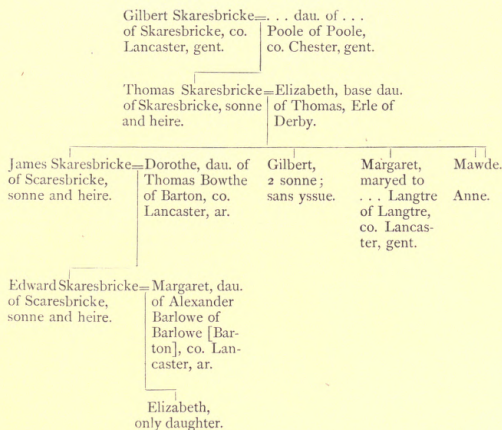 Gilbert Skaresbricke=. . . dau. of . . .
of Skaresbricke, co.
Lancaster, gent.
Poole of Poole,
co. Chester, gent.
Thomas Skaresbricke=Elizabeth, base dau.
of Skaresbricke, sonne
and heire.
of Thomas, Erle of
Derby.
James Skaresbricke=Dorothe, dau. of
of Scaresbricke,
sonne and heire.
Thomas Bowthe
of Barton, co.
Lancaster, ar.
Gilbert,
2 sonne;
sans yssue.
Margaret,
maryed to
. . . Langtre
of Langtre,
co. Lancas-
ter, gent.
Mawde.
Anne.
Edward Skaresbricke=Margaret, dau.
of Scaresbricke,
sonne and heire.
of Alexander
Barlowe of
Barlowe [Bar-
ton], co. Lan-
caster, ar.
Elizabeth,
only daughter.